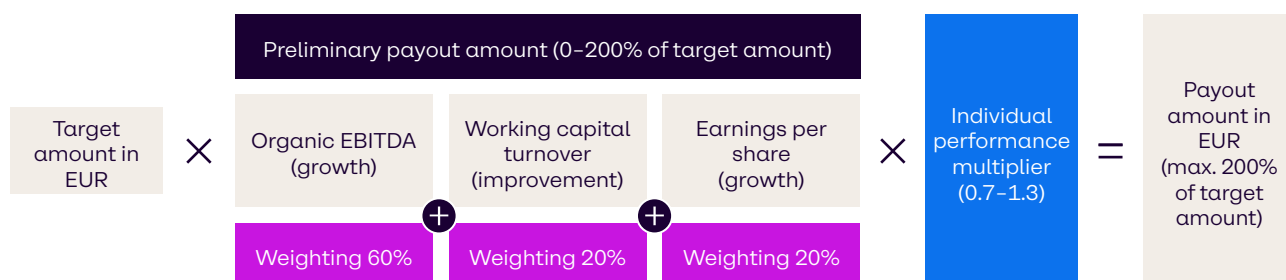 Preliminary payout amount (0–200% of target amount)
Target
amount in
EUR
×
Organic EBITDA
(growth)
Working capital
turnover
(improvement)
Earnings per
share
(growth)
×
Individual
performance
multiplier
(0.7–1.3)
=
Payout
amount in
EUR
(max. 200%
of target
amount)
+
+
Weighting 60%
Weighting 20%
Weighting 20%